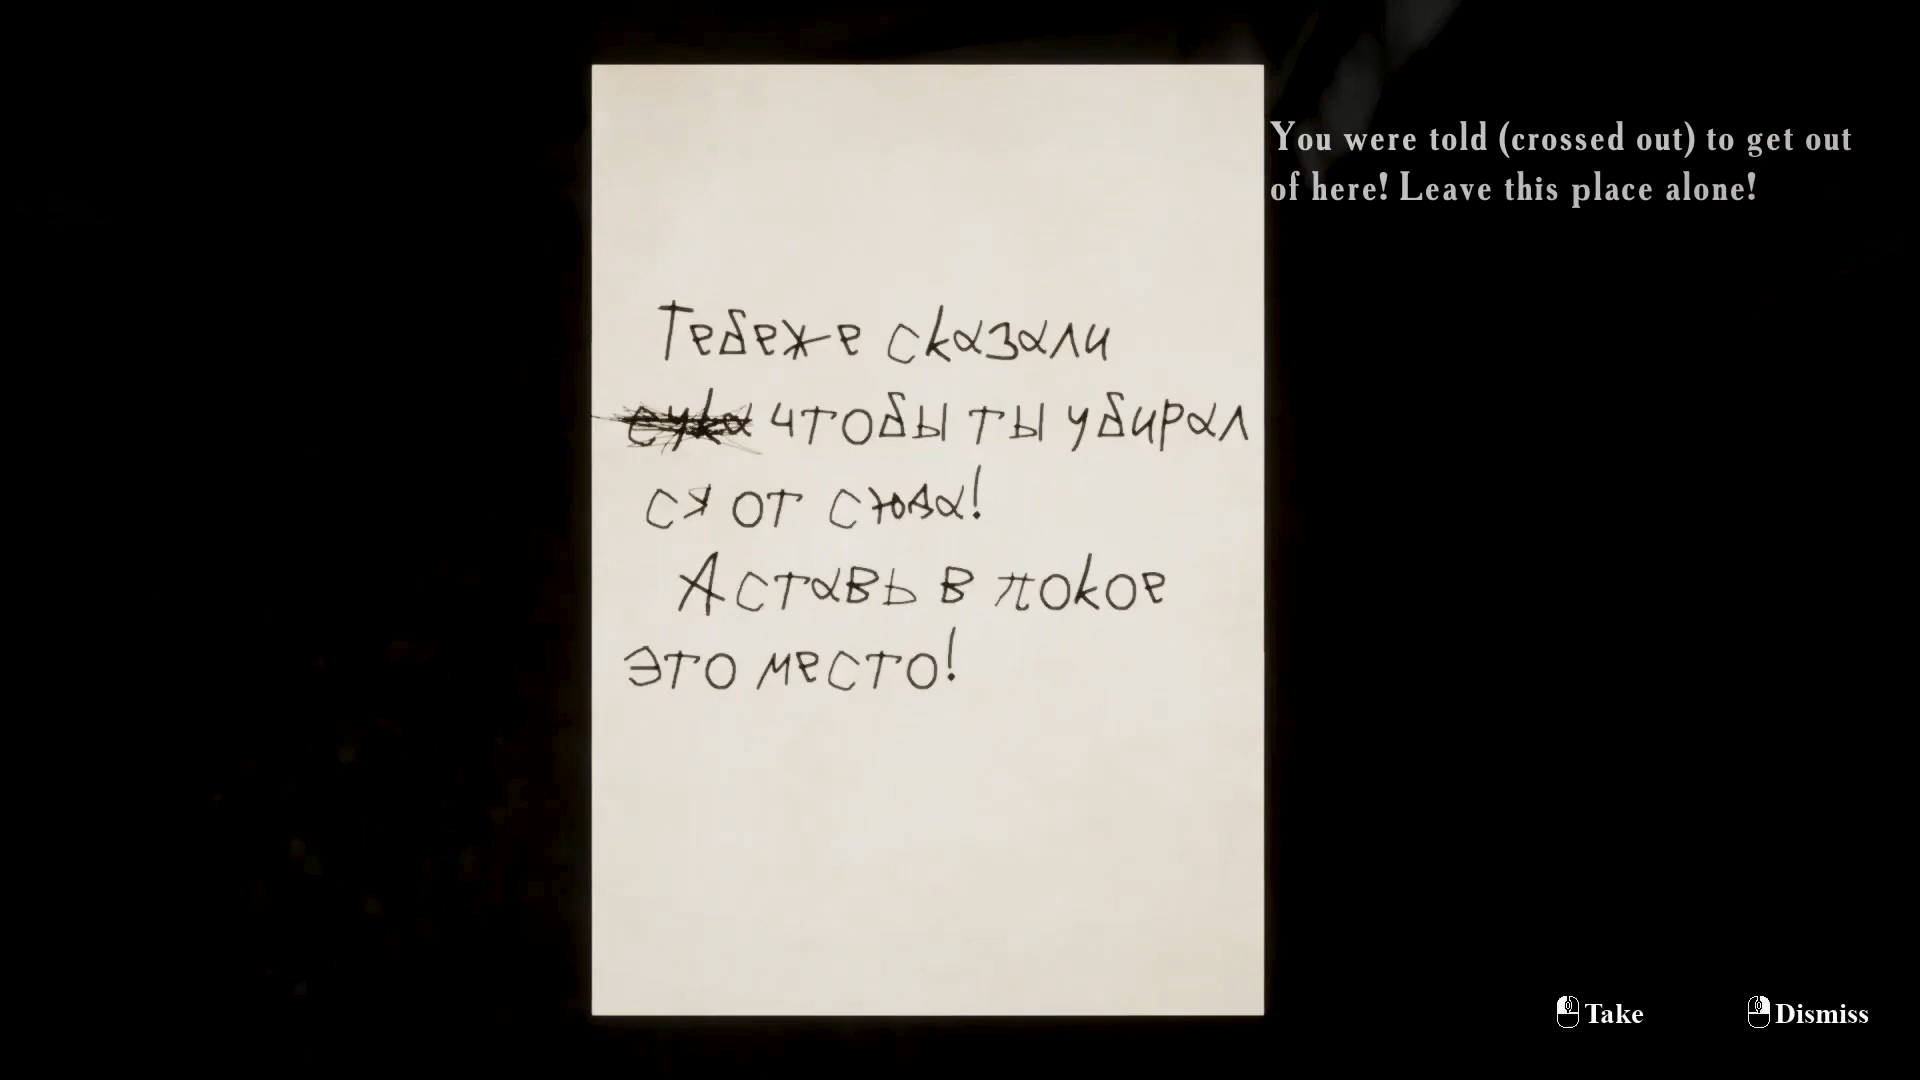 You were told (crossed out) to get out
of here! Leave this place alone!
Тебеже сказали
сука чтобы ты убирал
ся от сюда!
Аставь в покое
это место!
Take
Dismiss